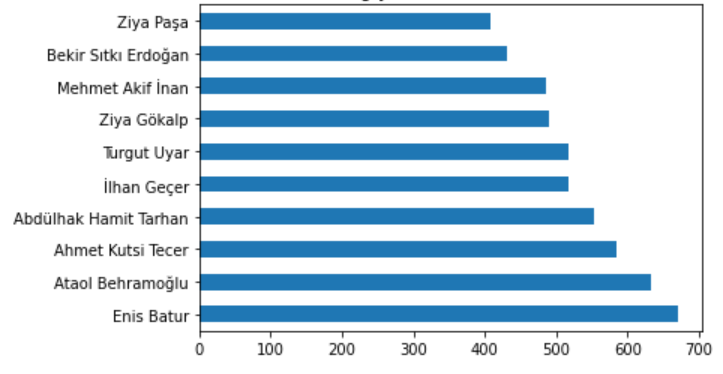 Ziya Paşa
Bekir Sıtkı Erdoğan
Mehmet Akif İnan
Ziya Gökalp
Turgut Uyar
İlhan Geçer
Abdülhak Hamit Tarhan
Ahmet Kutsi Tecer
Ataol Behramoğlu
Enis Batur
0 100 200 300 400 500 600 700